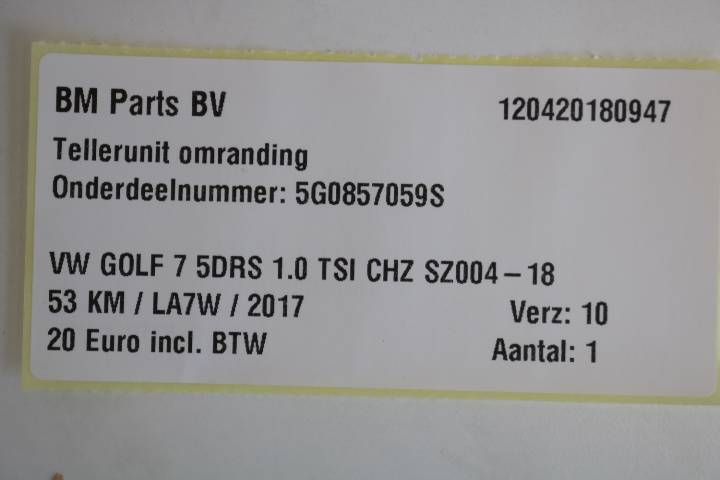 BM Parts BV 120420180947
Tellerunit omranding
Onderdeelnummer: 5G0857059S
VW GOLF 7 5DRS 1.0 TSI CHZ SZ004-18
53 KM / LA7W / 2017 Verz: 10
20 Euro incl. BTW Aantal: 1